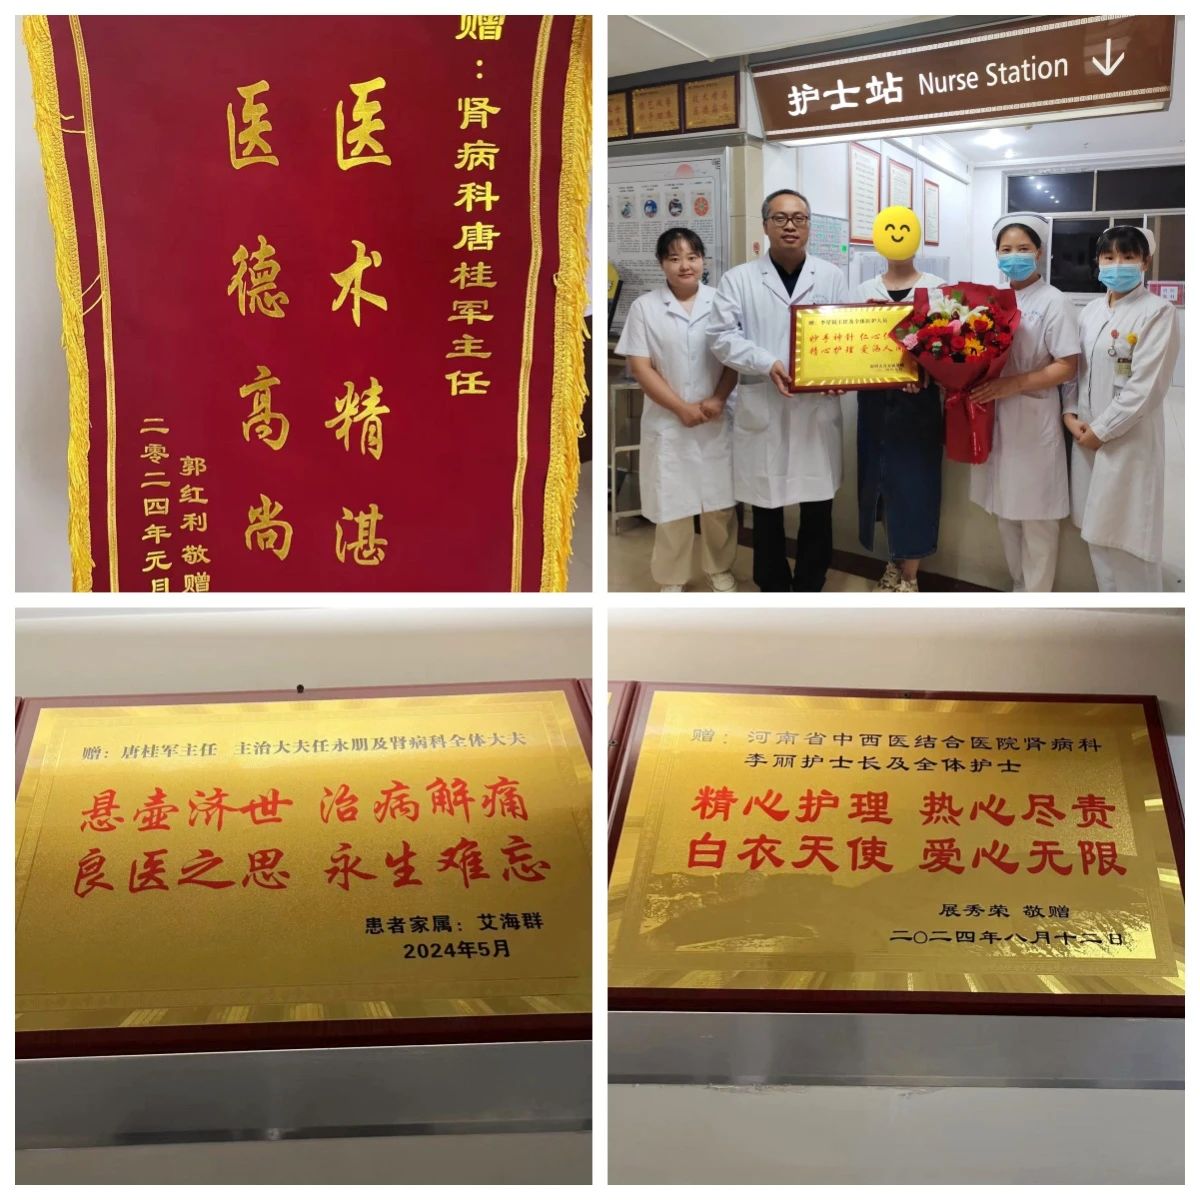 赠：肾病科唐桂军主任
医术精湛
医德高尚
郭红利敬赠
二零二四年元月
护士站 Nurse Station
精心护理
赠：唐桂军主任 主治大夫任永朋及肾病科全体大夫
悬壶济世 治病解痛
良医之恩 永生难忘
患者家属：艾海群
2024年5月
赠：河南省中西医结合医院肾病科
李丽护士长及全体护士
精心护理 热心尽责
白衣天使 爱心无限
展秀荣 敬赠
二〇二四年八月十二日